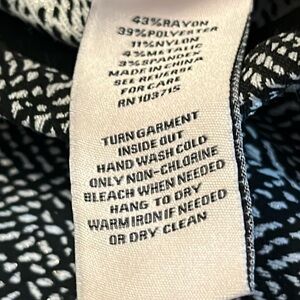 43%RAYON
39%POLYESTER
11%NYLON
4%METALLIC
3%SPANDEX
MADE IN CHINA
SEE REVERSE
FOR CARE
RN 103715
TURN GARMENT
INSIDE OUT
HAND WASH COLD
ONLY NON-CHLORINE
BLEACH WHEN NEEDED
HANG TO DRY
WARM IRON IF NEEDED
OR DRY CLEAN